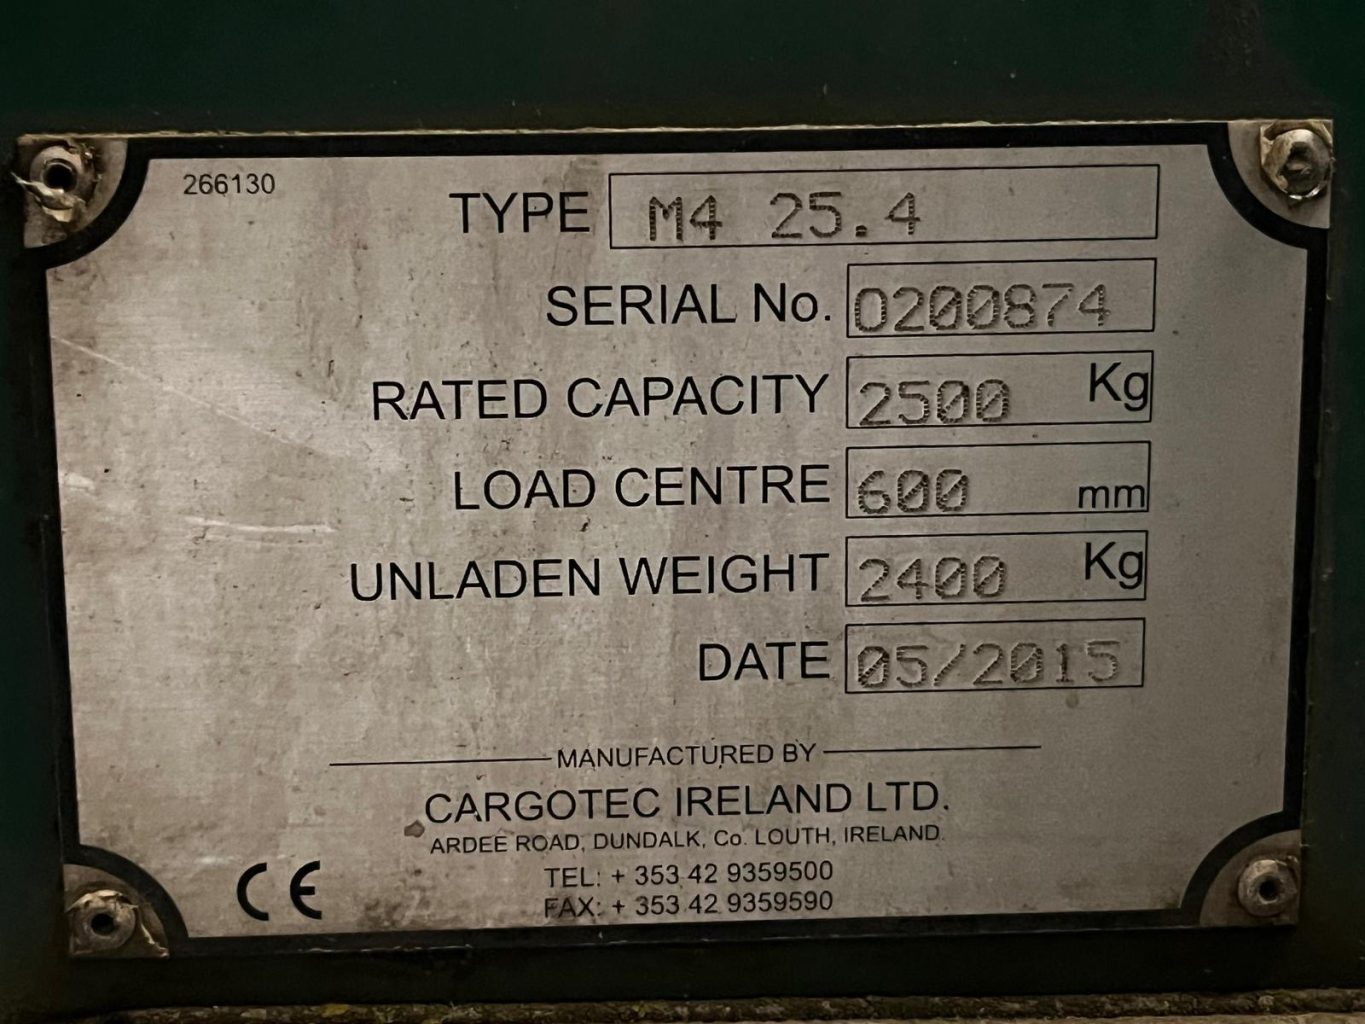 266130
TYPE M4 25.4
SERIAL No. 0200874
RATED CAPACITY 2500 Kg
LOAD CENTRE 600 mm
UNLADEN WEIGHT 2400 Kg
DATE 05/2015
MANUFACTURED BY
CARGOTEC IRELAND LTD.
ARDEE ROAD, DUNDALK, Co. LOUTH, IRELAND.
CE TEL: + 353 42 9359500
FAX: + 353 42 9359590